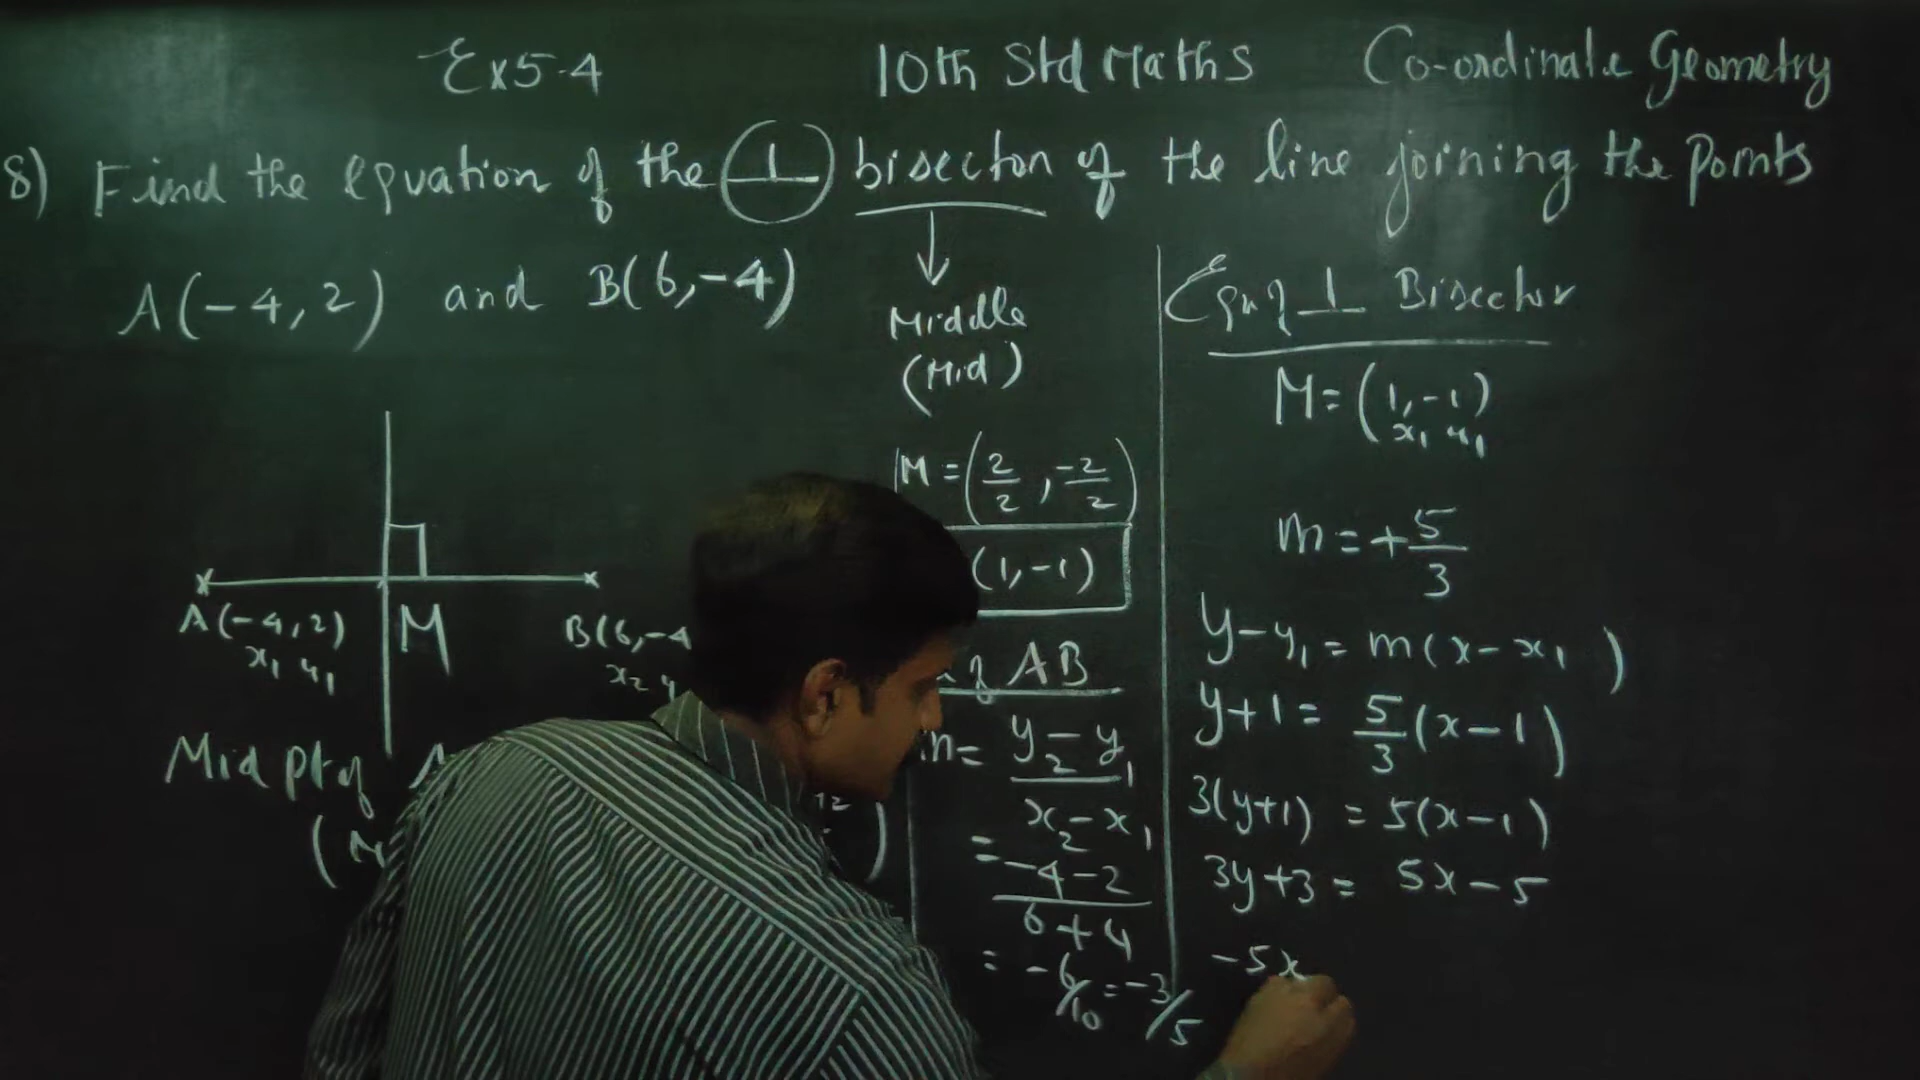 Ex5.4 10th Std Maths Co-ordinate Geometry
8) Find the equation of the ⊥ bisector of the line joining the points
A(-4,2) and B(6,-4)
Middle
(Mid)
A(-4,2) M B(6,-4
x₁ y₁ x₂ y
Mid pt of
M=(2/2, -2/2)
(1,-1)
AB
m= y₂-y₁/x₂-x₁
= -4-2/6+4
= -6/10 = -3/5
Eqn of ⊥ Bisector
M=(1,-1)
x₁ y₁
m=+5/3
y-y₁=m(x-x₁)
y+1= 5/3(x-1)
3(y+1) = 5(x-1)
3y+3= 5x-5
-5x